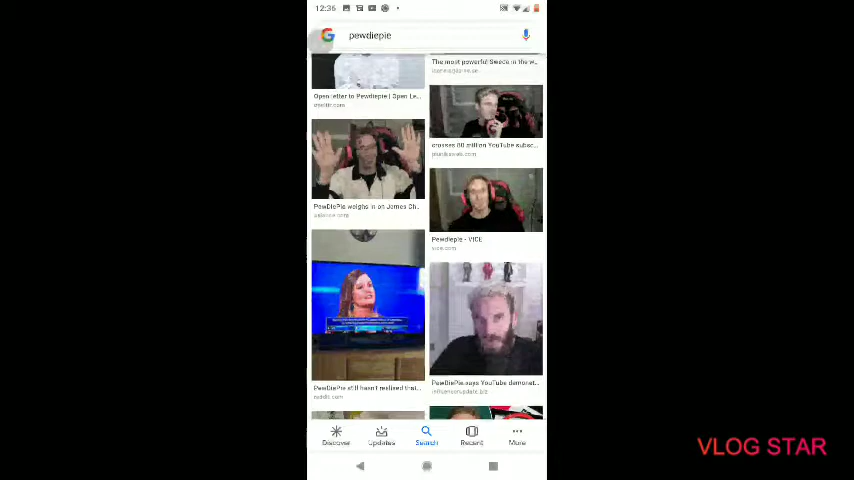 12:36
pewdiepie
The most powerful Swede in the w...
Open letter to Pewdiepie | Open Le...
crosses 80 million YouTube subsc...
PewDiePie weighs in on James Ch...
Pewdiepie - VICE
vice.com
PewDiePie says YouTube demonet...
PewDiePie still hasn't realised that...
reddit.com
Discover
Updates
Search
Recent
More
VLOG STAR